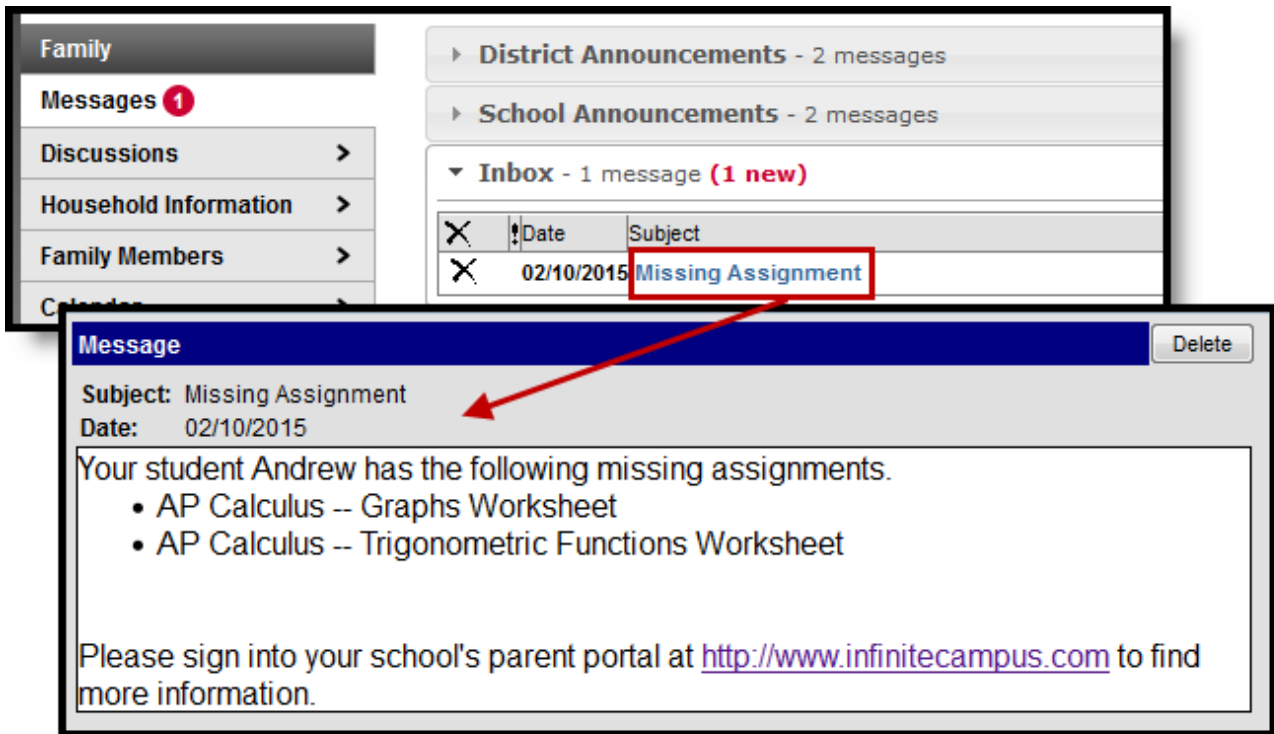 Family
Messages 1
Discussions
Household Information
Family Members
District Announcements - 2 messages
School Announcements - 2 messages
Inbox - 1 message (1 new)
Date Subject
02/10/2015 Missing Assignment
Message
Delete
Subject: Missing Assignment
Date: 02/10/2015
Your student Andrew has the following missing assignments.
• AP Calculus -- Graphs Worksheet
• AP Calculus -- Trigonometric Functions Worksheet
Please sign into your school's parent portal at http://www.infinitecampus.com to find
more information.